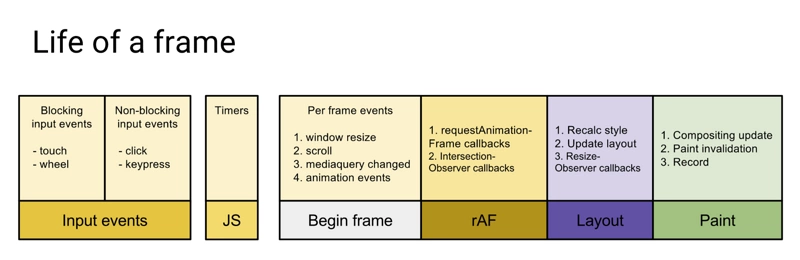 Life of a frame
Blocking
input events
- touch
- wheel
Non-blocking
input events
- click
- keypress
Input events
Timers
JS
Per frame events
1. window resize
2. scroll
3. mediaquery changed
4. animation events
Begin frame
1. requestAnimation-
Frame callbacks
2. Intersection-
Observer callbacks
rAF
1. Recalc style
2. Update layout
3. Resize-
Observer callbacks
Layout
1. Compositing update
2. Paint invalidation
3. Record
Paint